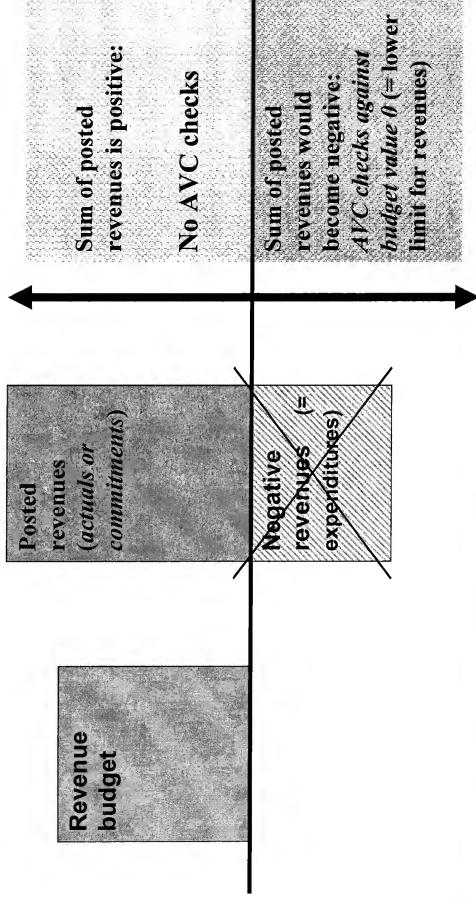 Revenue
budget
Posted
revenues
(actuals or
commitments)
Negative
revenues (=
expenditures)
Sum of posted
revenues is positive:
No AVC checks
Sum of posted
revenues would
become negative:
AVC checks against
budget value 0 (= lower
limit for revenues)